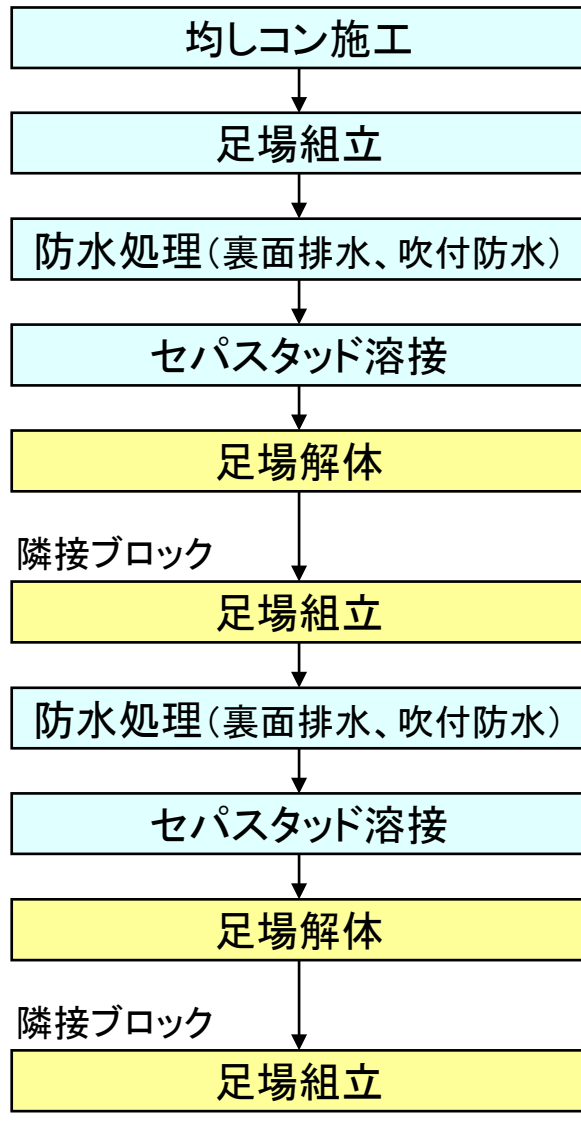 均しコン施工
足場組立
防水処理（裏面排水、吹付防水）
セパスタッド溶接
足場解体
隣接ブロック
足場組立
防水処理（裏面排水、吹付防水）
セパスタッド溶接
足場解体
隣接ブロック
足場組立